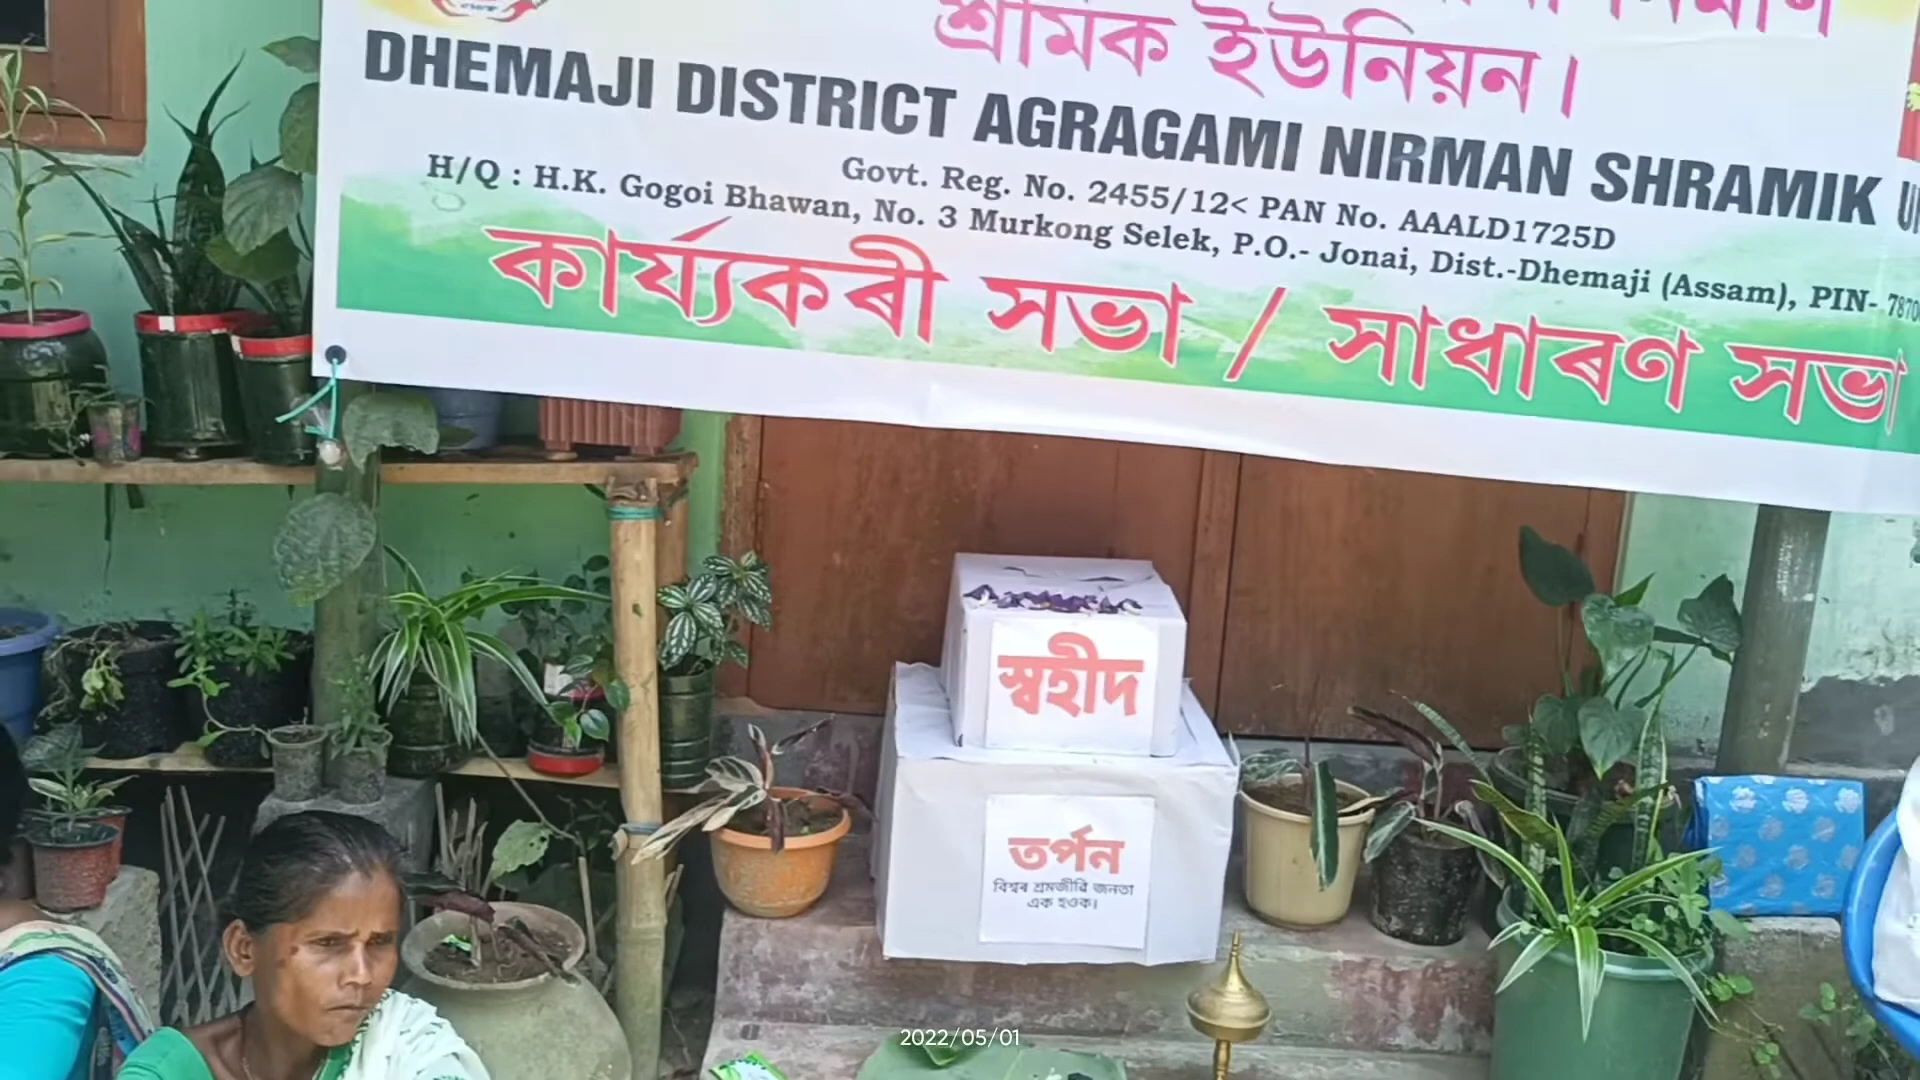 শ্ৰমিক ইউনিয়ন।
DHEMAJI DISTRICT AGRAGAMI NIRMAN SHRAMIK
Govt. Reg. No. 2455/12< PAN No. AAALD1725D
H/Q : H.K. Gogoi Bhawan, No. 3 Murkong Selek, P.O.- Jonai, Dist.-Dhemaji (Assam), PIN-
কাৰ্য্যকৰী সভা / সাধাৰণ সভা
স্বহীদ
তৰ্পন
বিশ্বৰ শ্ৰমজীৱি জনতা
এক হওক।
2022/05/01